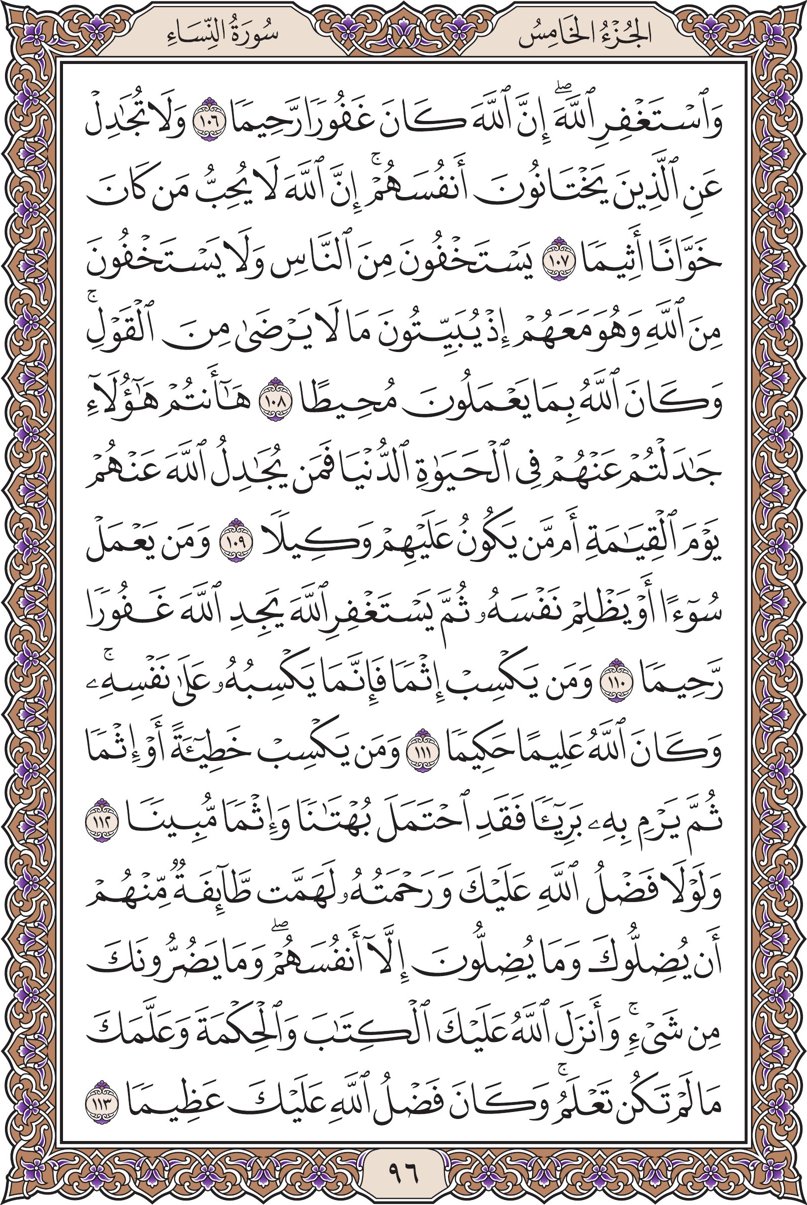 الجُزْءُ الخَامِسُ
سُورَةُ النِّسَاءِ
وَٱسْتَغْفِرِ ٱللَّهَۖ إِنَّ ٱللَّهَ كَانَ غَفُورًا رَّحِيمًا ١٠٦ وَلَا تُجَٰدِلْ
عَنِ ٱلَّذِينَ يَخْتَانُونَ أَنفُسَهُمْۚ إِنَّ ٱللَّهَ لَا يُحِبُّ مَن كَانَ
خَوَّانًا أَثِيمًا ١٠٧ يَسْتَخْفُونَ مِنَ ٱلنَّاسِ وَلَا يَسْتَخْفُونَ
مِنَ ٱللَّهِ وَهُوَ مَعَهُمْ إِذْ يُبَيِّتُونَ مَا لَا يَرْضَىٰ مِنَ ٱلْقَوْلِۚ
وَكَانَ ٱللَّهُ بِمَا يَعْمَلُونَ مُحِيطًا ١٠٨ هَٰٓأَنتُمْ هَٰٓؤُلَآءِ
جَٰدَلْتُمْ عَنْهُمْ فِى ٱلْحَيَوٰةِ ٱلدُّنْيَا فَمَن يُجَٰدِلُ ٱللَّهَ عَنْهُمْ
يَوْمَ ٱلْقِيَٰمَةِ أَم مَّن يَكُونُ عَلَيْهِمْ وَكِيلًا ١٠٩ وَمَن يَعْمَلْ
سُوٓءًا أَوْ يَظْلِمْ نَفْسَهُۥ ثُمَّ يَسْتَغْفِرِ ٱللَّهَ يَجِدِ ٱللَّهَ غَفُورًا
رَّحِيمًا ١١٠ وَمَن يَكْسِبْ إِثْمًا فَإِنَّمَا يَكْسِبُهُۥ عَلَىٰ نَفْسِهِۦۚ
وَكَانَ ٱللَّهُ عَلِيمًا حَكِيمًا ١١١ وَمَن يَكْسِبْ خَطِيٓـَٔةً أَوْ إِثْمًا
ثُمَّ يَرْمِ بِهِۦ بَرِيٓـًٔا فَقَدِ ٱحْتَمَلَ بُهْتَٰنًا وَإِثْمًا مُّبِينًا ١١٢
وَلَوْلَا فَضْلُ ٱللَّهِ عَلَيْكَ وَرَحْمَتُهُۥ لَهَمَّت طَّآئِفَةٌ مِّنْهُمْ
أَن يُضِلُّوكَ وَمَا يُضِلُّونَ إِلَّآ أَنفُسَهُمْۖ وَمَا يَضُرُّونَكَ
مِن شَىْءٍۚ وَأَنزَلَ ٱللَّهُ عَلَيْكَ ٱلْكِتَٰبَ وَٱلْحِكْمَةَ وَعَلَّمَكَ
مَا لَمْ تَكُن تَعْلَمُۚ وَكَانَ فَضْلُ ٱللَّهِ عَلَيْكَ عَظِيمًا ١١٣
٩٦